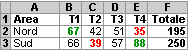 A B C D E F
1 Area T1 T2 T3 T4 Totale
2 Nord 67 42 51 35 195
3 Sud 66 39 57 88 250